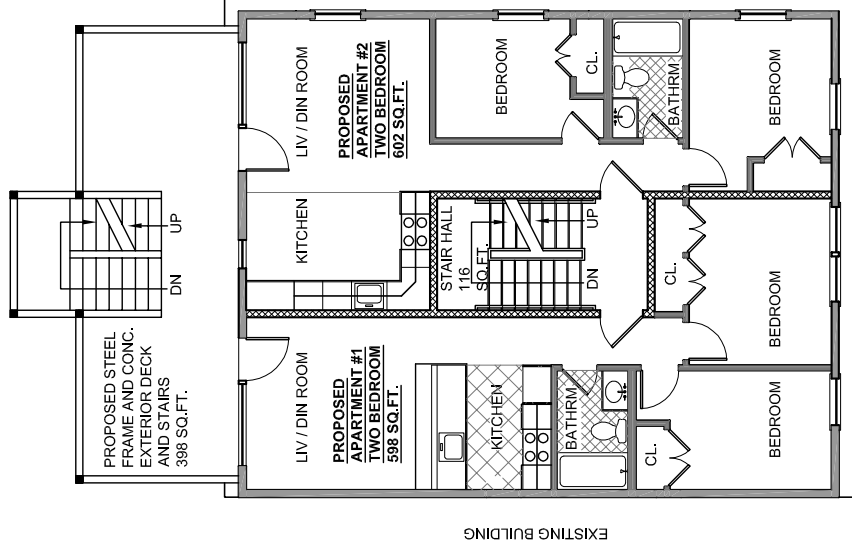 PROPOSED STEEL
FRAME AND CONC.
EXTERIOR DECK
AND STAIRS
398 SQ.FT.
DN
UP
LIV / DIN ROOM
PROPOSED
APARTMENT #1
TWO BEDROOM
598 SQ.FT.
KITCHEN
BATHRM
CL.
BEDROOM
BEDROOM
CL.
STAIR HALL
116
SQ.FT.
DN
UP
KITCHEN
LIV / DIN ROOM
PROPOSED
APARTMENT #2
TWO BEDROOM
602 SQ.FT.
BEDROOM
CL.
BATHRM
BEDROOM
EXISTING BUILDING